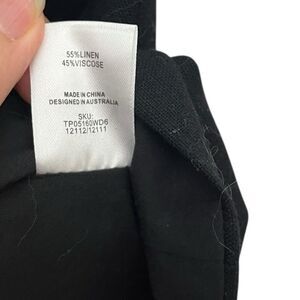 55%LINEN
45%VISCOSE
MADE IN CHINA
DESIGNED IN AUSTRALIA
SKU:
TP05160WD6
12112/12111